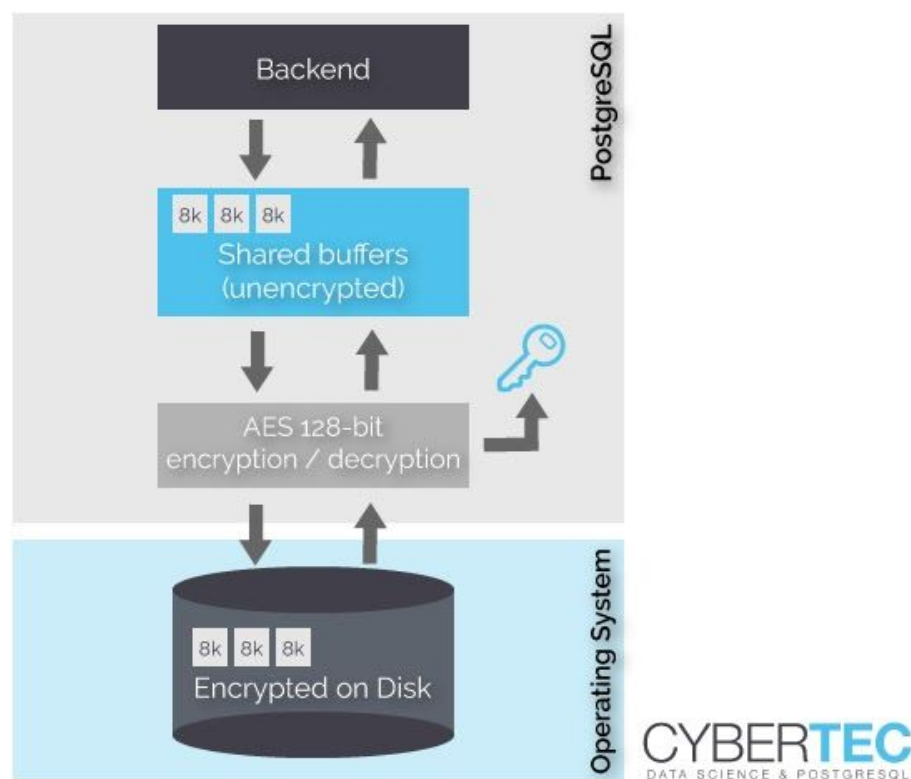 Backend
PostgreSQL
8k 8k 8k
Shared buffers
(unencrypted)
AES 128-bit
encryption / decryption
Operating System
8k 8k 8k
Encrypted on Disk
CYBERTEC
DATA SCIENCE & POSTGRESQL